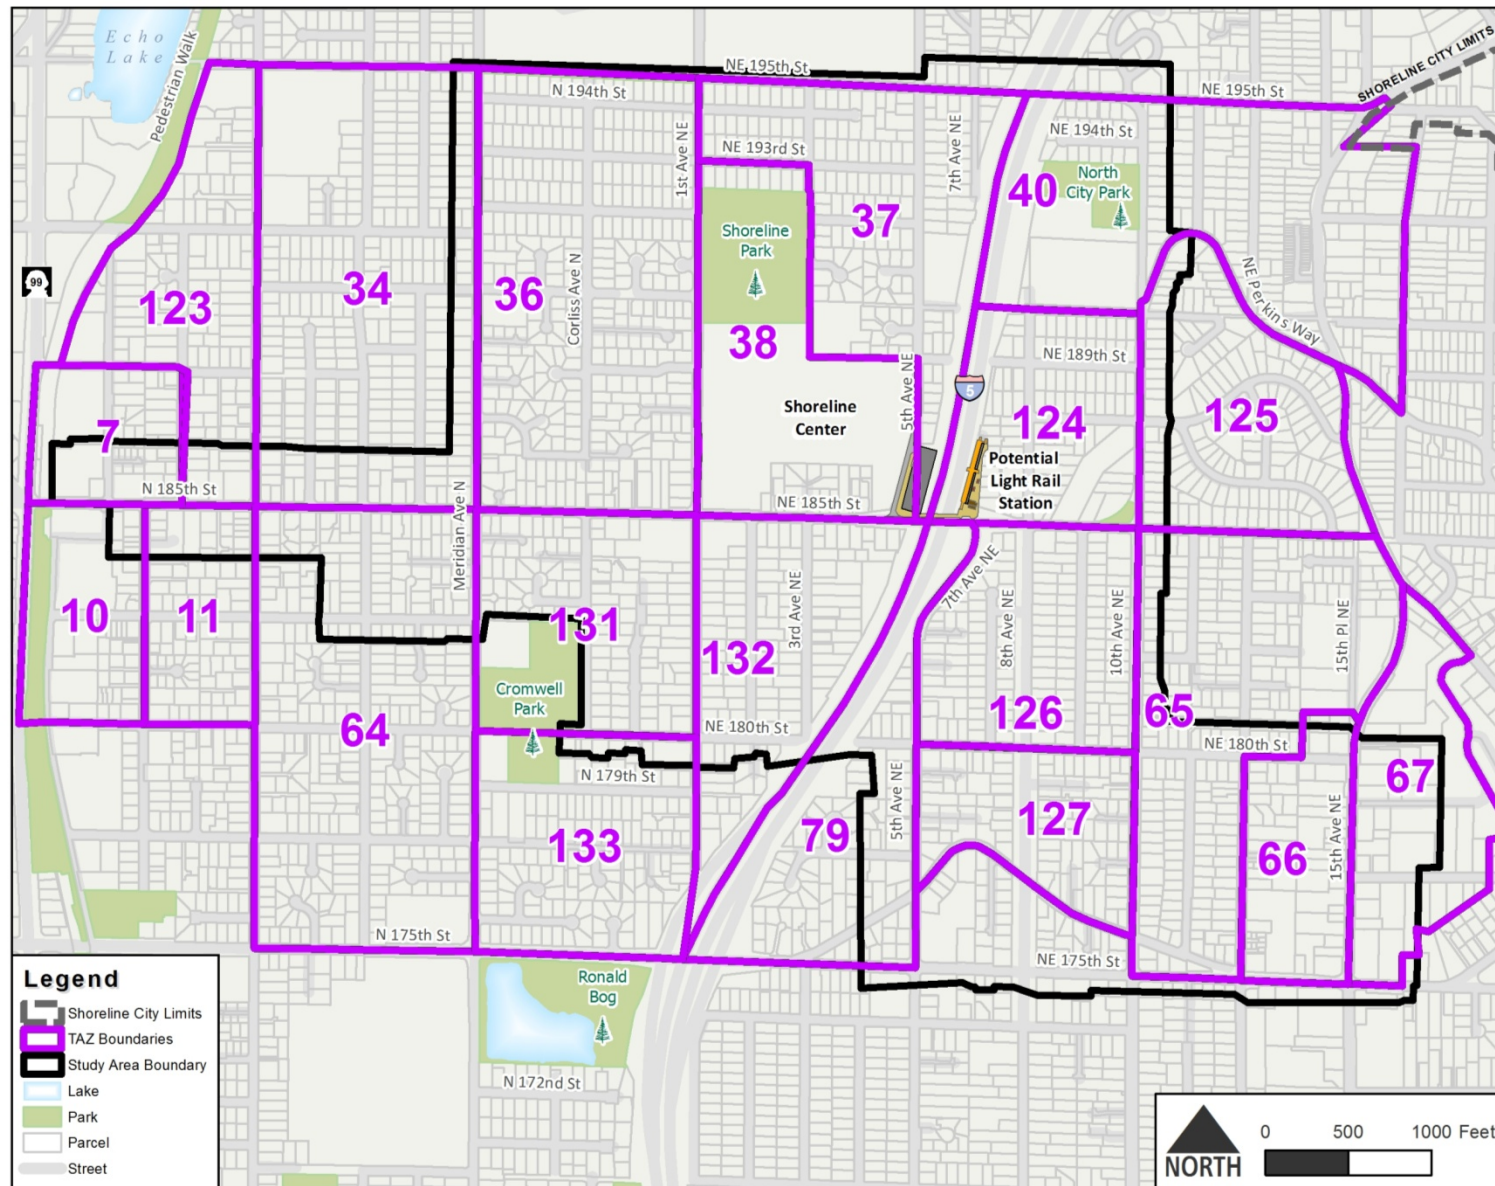 Echo
Lake
Pedestrian Walk
NE 195th St
SHORELINE CITY LIMITS
N 194th St
NE 195th St
1st Ave NE
7th Ave NE
NE 194th St
NE 193rd St
North
City Park
40
37
Shoreline
Park
99
123
34
36
Corliss Ave N
38
NE Perkins Way
NE 189th St
5th Ave NE
5
Shoreline
Center
124
125
7
Potential
Light Rail
Station
N 185th St
NE 185th St
Meridian Ave N
7th Ave NE
10
11
131
132
3rd Ave NE
8th Ave NE
10th Ave NE
15th Pl NE
Cromwell
Park
64
126
65
NE 180th St
NE 180th St
N 179th St
67
5th Ave NE
127
133
79
66
15th Ave NE
N 175th St
NE 175th St
Ronald
Bog
N 172nd St
Legend
Shoreline City Limits
TAZ Boundaries
Study Area Boundary
Lake
Park
Parcel
Street
NORTH
0 500 1000 Feet